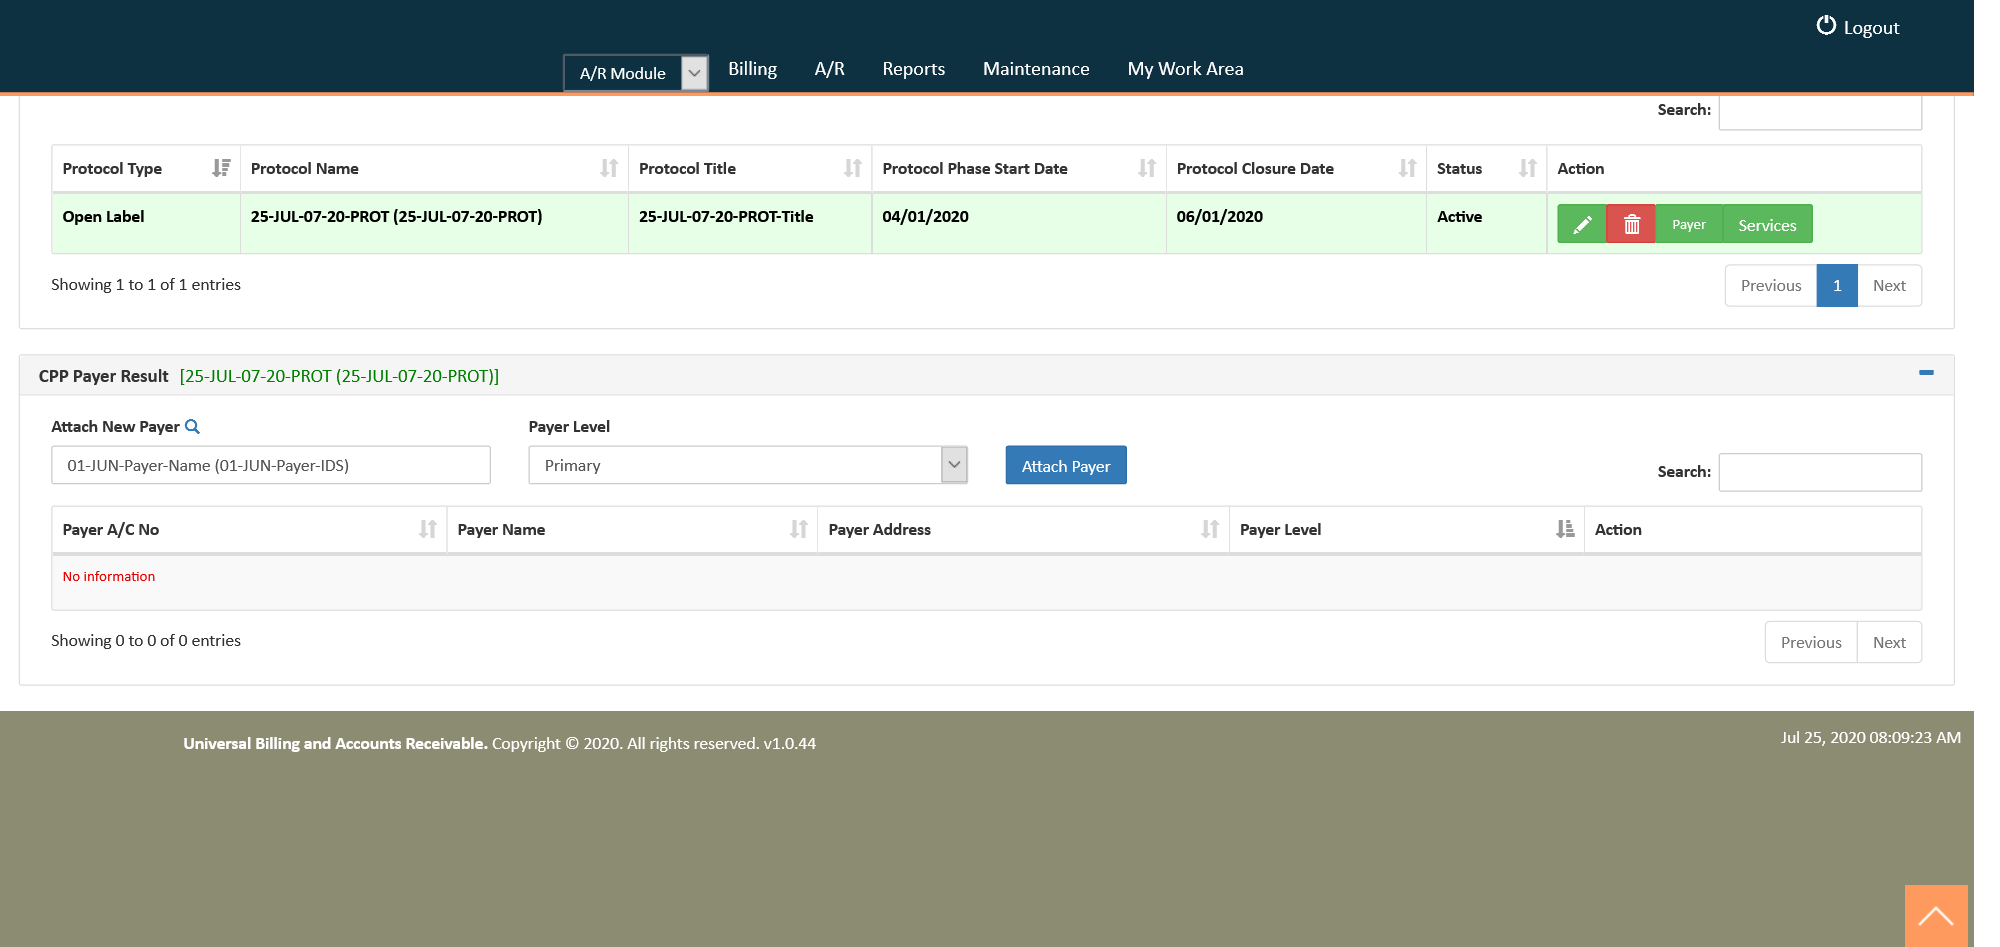 Logout
A/R Module Billing A/R Reports Maintenance My Work Area
Search:
Protocol Type Protocol Name Protocol Title Protocol Phase Start Date Protocol Closure Date Status Action
Open Label 25-JUL-07-20-PROT (25-JUL-07-20-PROT) 25-JUL-07-20-PROT-Title 04/01/2020 06/01/2020 Active Payer Services
Showing 1 to 1 of 1 entries Previous 1 Next
CPP Payer Result [25-JUL-07-20-PROT (25-JUL-07-20-PROT)]
Attach New Payer Payer Level
01-JUN-Payer-Name (01-JUN-Payer-IDS) Primary Attach Payer Search:
Payer A/C No Payer Name Payer Address Payer Level Action
No information
Showing 0 to 0 of 0 entries Previous Next
Universal Billing and Accounts Receivable. Copyright © 2020. All rights reserved. v1.0.44 Jul 25, 2020 08:09:23 AM